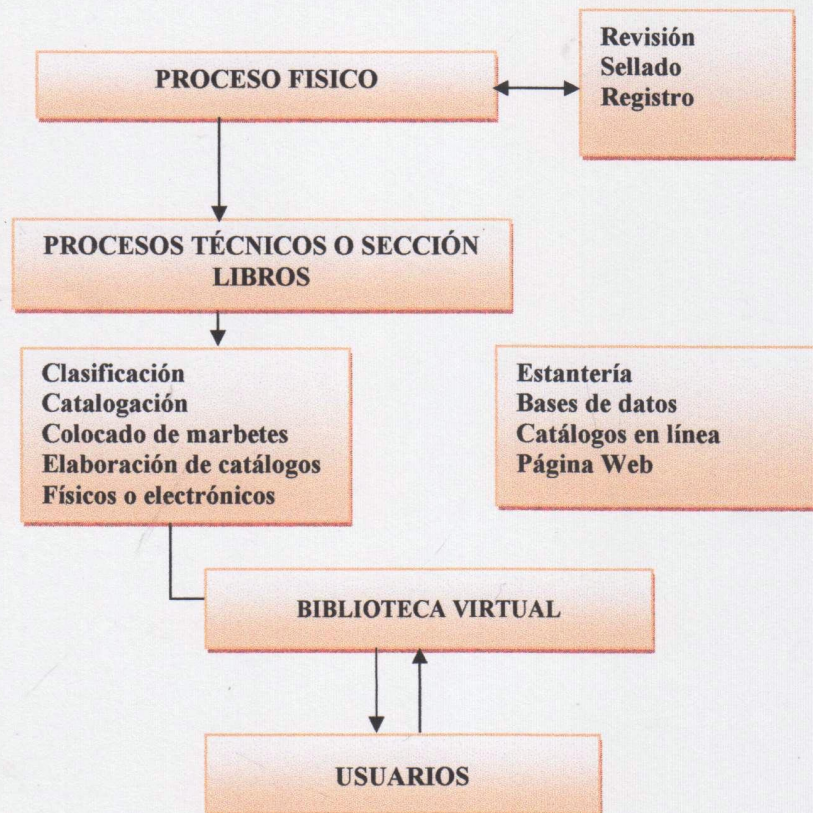 PROCESO FISICO
Revisión
Sellado
Registro
PROCESOS TÉCNICOS O SECCIÓN
LIBROS
Clasificación
Catalogación
Colocado de marbetes
Elaboración de catálogos
Físicos o electrónicos
Estantería
Bases de datos
Catálogos en línea
Página Web
BIBLIOTECA VIRTUAL
USUARIOS